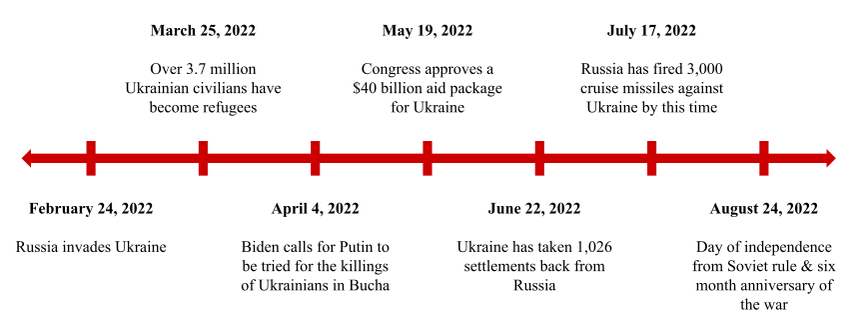 March 25, 2022
Over 3.7 million
Ukrainian civilians have
become refugees
May 19, 2022
Congress approves a
$40 billion aid package
for Ukraine
July 17, 2022
Russia has fired 3,000
cruise missiles against
Ukraine by this time
February 24, 2022
Russia invades Ukraine
April 4, 2022
Biden calls for Putin to
be tried for the killings
of Ukrainians in Bucha
June 22, 2022
Ukraine has taken 1,026
settlements back from
Russia
August 24, 2022
Day of independence
from Soviet rule & six
month anniversary of
the war